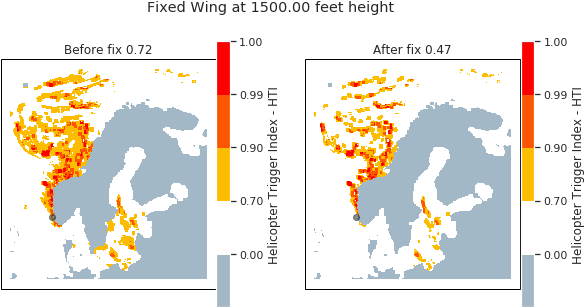 Fixed Wing at 1500.00 feet height
Before fix 0.72
1.00
0.99
0.90
0.70
0.00
Helicopter Trigger Index - HTI
After fix 0.47
1.00
0.99
0.90
0.70
0.00
Helicopter Trigger Index - HTI